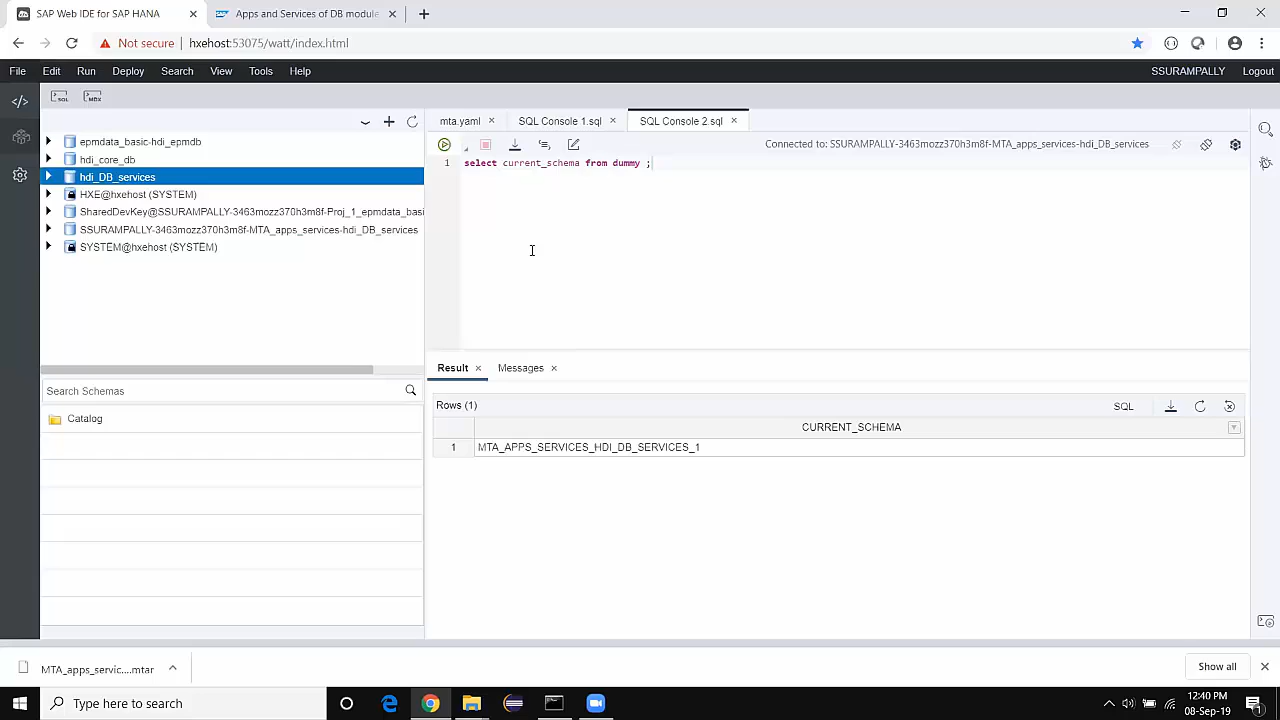 SAP Web IDE for SAP HANA
Apps and Services of DB module
Not secure
hxehost:53075/watt/index.html
File Edit Run Deploy Search View Tools Help
SSURAMPALLY Logout
SQL
MDX
mta.yaml
SQL Console 1.sql
SQL Console 2.sql
epmdata_basic-hdi_epmdb
hdi_core_db
hdi_DB_services
HXE@hxehost (SYSTEM)
SharedDevKey@SSURAMPALLY-3463mozz370h3m8f-Proj_1_epmdata_basi
SSURAMPALLY-3463mozz370h3m8f-MTA_apps_services-hdi_DB_services
SYSTEM@hxehost (SYSTEM)
Connected to: SSURAMPALLY-3463mozz370h3m8f-MTA_apps_services-hdi_DB_services
1 select current_schema from dummy ;
Search Schemas
Catalog
Result
Messages
Rows (1)
SQL
CURRENT_SCHEMA
1 MTA_APPS_SERVICES_HDI_DB_SERVICES_1
MTA_apps_servic....mtar
Show all
Type here to search
12:40 PM
08-Sep-19
1